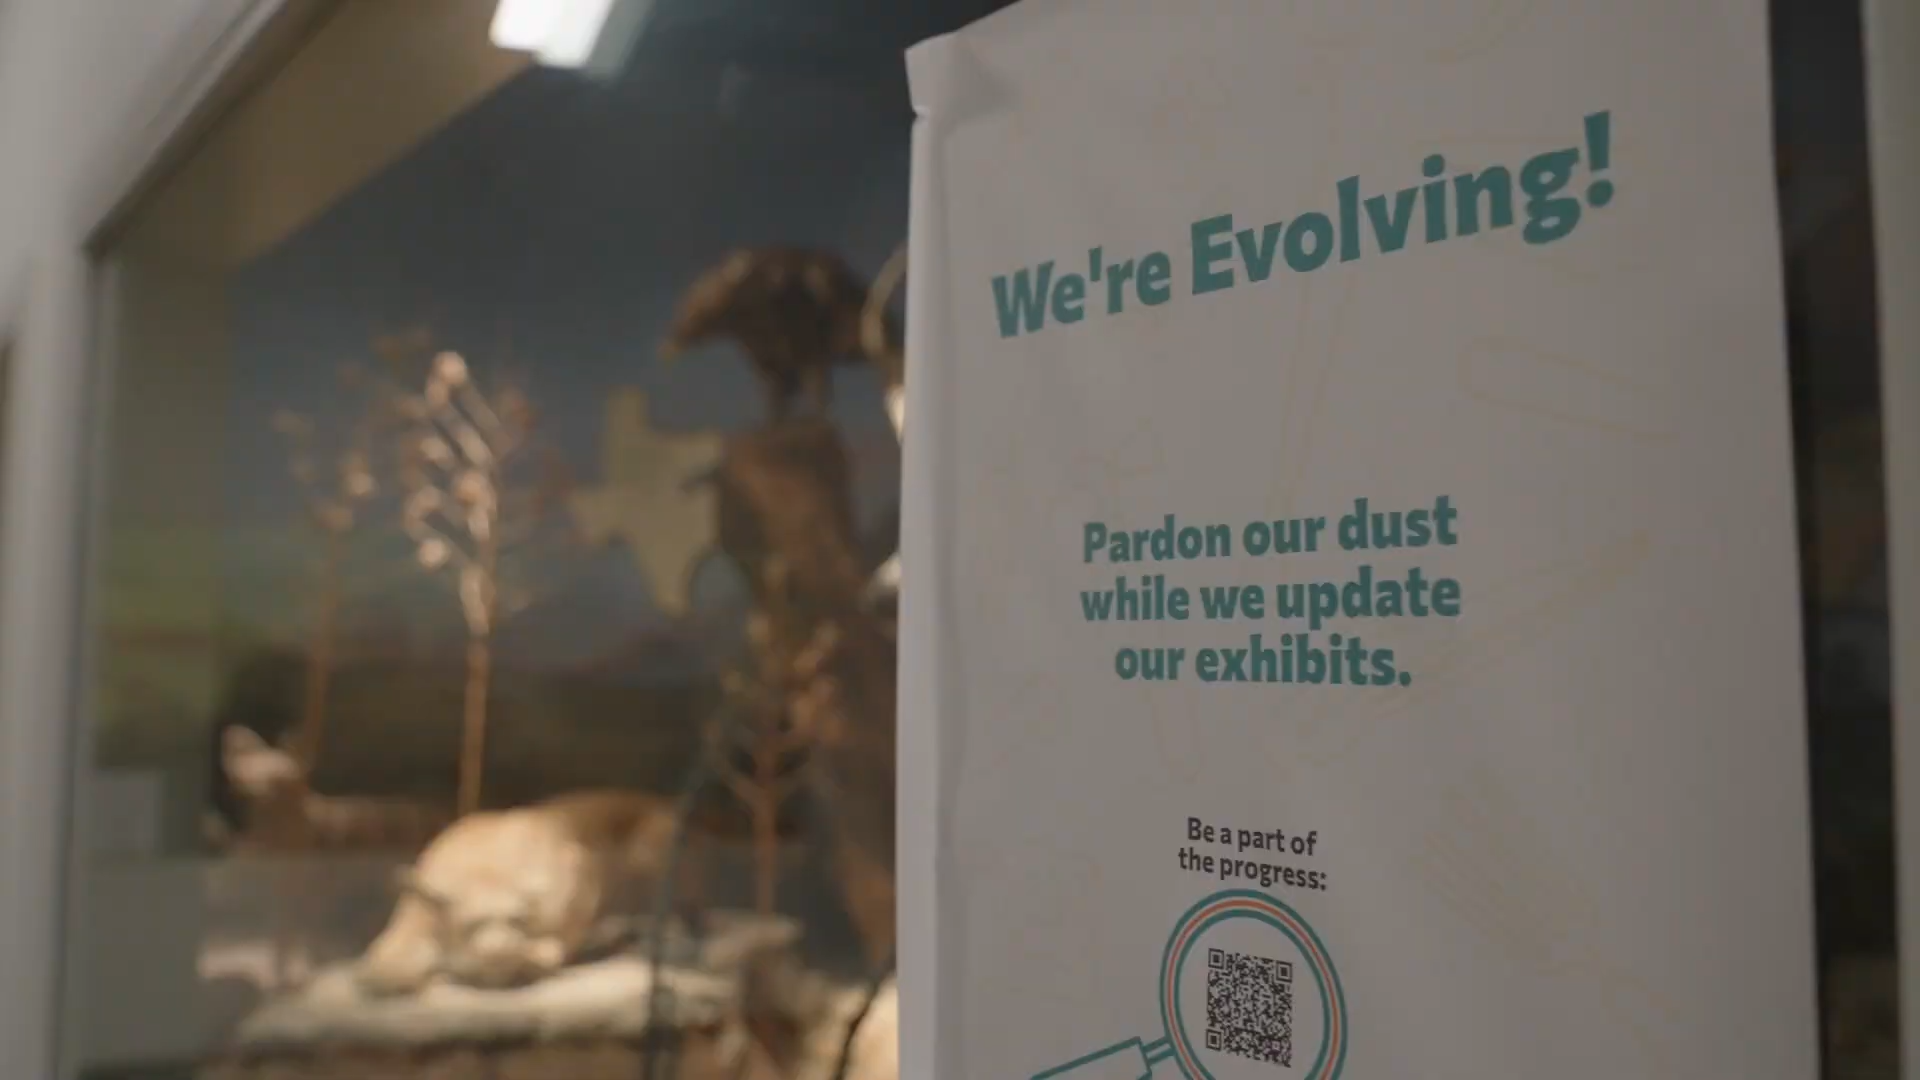 We're Evolving!
Pardon our dust
while we update
our exhibits.
Be a part of
the progress: